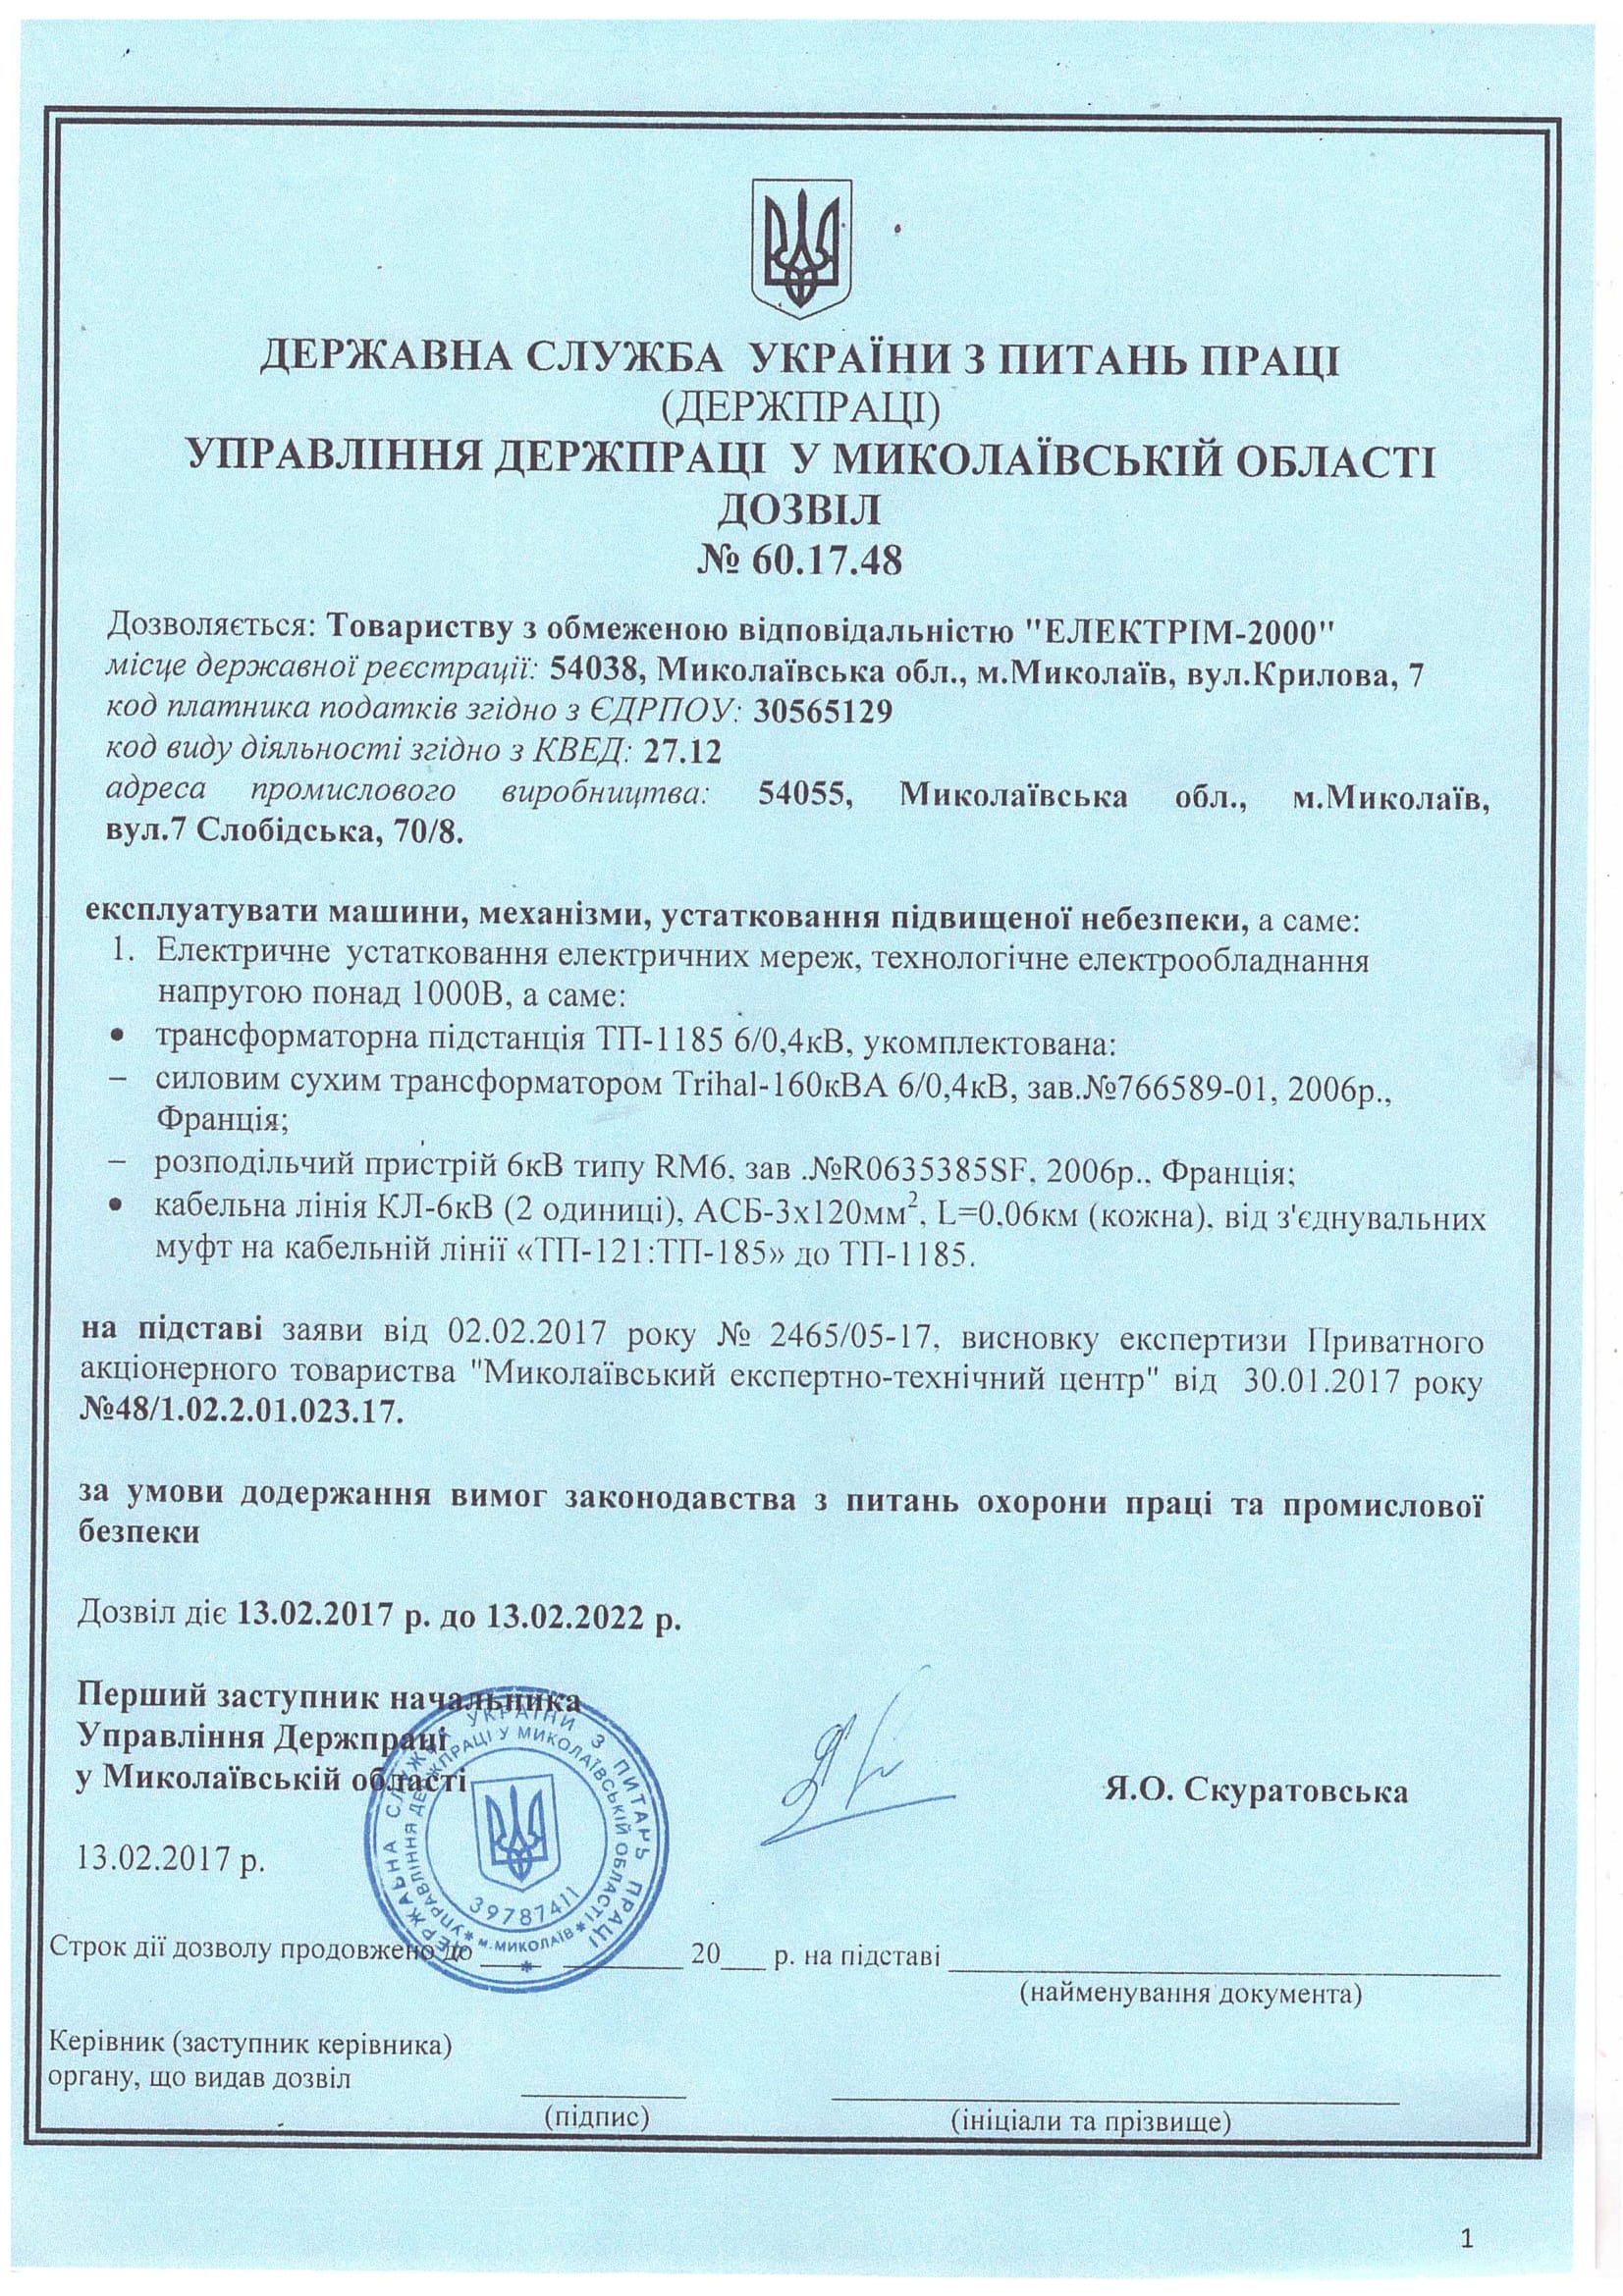 ДЕРЖАВНА СЛУЖБА УКРАЇНИ З ПИТАНЬ ПРАЦІ
(ДЕРЖПРАЦІ)
УПРАВЛІННЯ ДЕРЖПРАЦІ У МИКОЛАЇВСЬКІЙ ОБЛАСТІ
ДОЗВІЛ
№ 60.17.48
Дозволяється: Товариству з обмеженою відповідальністю "ЕЛЕКТРІМ-2000"
місце державної реєстрації: 54038, Миколаївська обл., м.Миколаїв, вул.Крилова, 7
код платника податків згідно з ЄДРПОУ: 30565129
код виду діяльності згідно з КВЕД: 27.12
адреса промислового виробництва: 54055, Миколаївська обл., м.Миколаїв,
вул.7 Слобідська, 70/8.
експлуатувати машини, механізми, устатковання підвищеної небезпеки, а саме:
1. Електричне устатковання електричних мереж, технологічне електрообладнання
напругою понад 1000В, а саме:
• трансформаторна підстанція ТП-1185 6/0,4кВ, укомплектована:
– силовим сухим трансформатором Trihal-160кВА 6/0,4кВ, зав.№766589-01, 2006р.,
Франція;
– розподільчий пристрій 6кВ типу RM6, зав .№R0635385SF, 2006р., Франція;
• кабельна лінія КЛ-6кВ (2 одиниці), АСБ-3х120мм², L=0,06км (кожна), від з'єднувальних
муфт на кабельній лінії «ТП-121:ТП-185» до ТП-1185.
на підставі заяви від 02.02.2017 року № 2465/05-17, висновку експертизи Приватного
акціонерного товариства "Миколаївський експертно-технічний центр" від 30.01.2017 року
№48/1.02.2.01.023.17.
за умови додержання вимог законодавства з питань охорони праці та промислової
безпеки
Дозвіл діє 13.02.2017 р. до 13.02.2022 р.
Перший заступник начальника
Управління Держпраці
у Миколаївській області
Я.О. Скуратовська
13.02.2017 р.
ДЕРЖАВНА СЛУЖБА УКРАЇНИ З ПИТАНЬ ПРАЦІ
УПРАВЛІННЯ ДЕРЖПРАЦІ У МИКОЛАЇВСЬКІЙ ОБЛАСТІ
39787411
* м.МИКОЛАЇВ *
Строк дії дозволу продовжено до ____ ________ 20___ р. на підставі ____________________
(найменування документа)
Керівник (заступник керівника)
органу, що видав дозвіл
(підпис) (ініціали та прізвище)
1